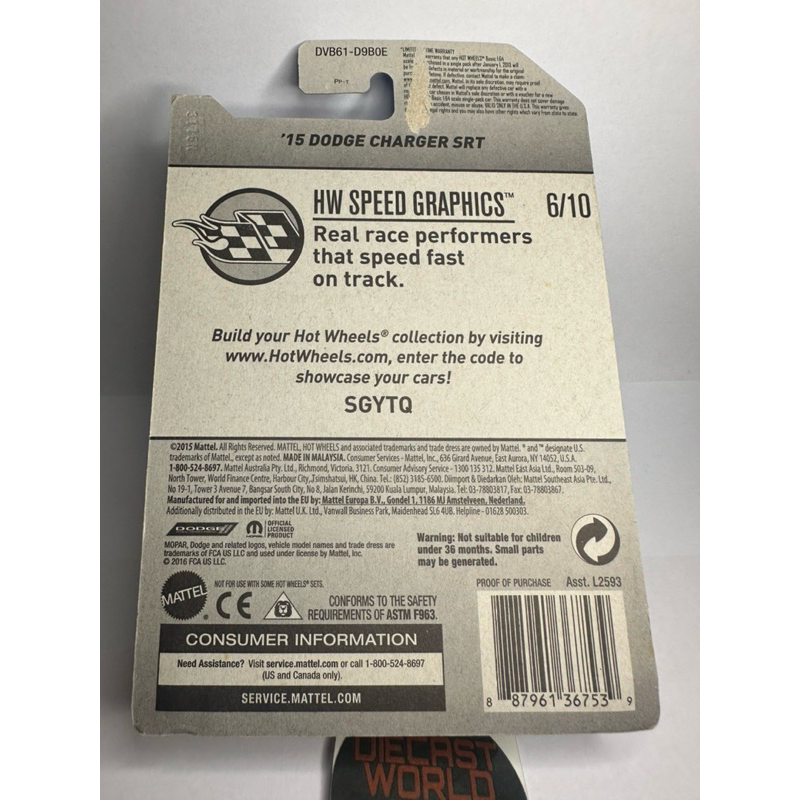 DVB61-D9B0E
'15 DODGE CHARGER SRT
HW SPEED GRAPHICS™ 6/10
Real race performers
that speed fast
on track.
Build your Hot Wheels® collection by visiting
www.HotWheels.com, enter the code to
showcase your cars!
SGYTQ
©2015 Mattel. All Rights Reserved. MATTEL, HOT WHEELS and associated trademarks and trade dress are owned by Mattel. ® and ™ designate U.S.
trademarks of Mattel, except as noted. MADE IN MALAYSIA. Consumer Services - Mattel, Inc., 636 Girard Avenue, East Aurora, NY 14052, U.S.A.
1-800-524-8697. Mattel Australia Pty. Ltd., Richmond, Victoria. 3121. Consumer Advisory Service - 1300 135 312. Mattel East Asia Ltd., Room 503-09,
North Tower, World Finance Centre, Harbour City, Tsimshatsui, HK, China. Tel.: (852) 3185-6500. Diimport & Diedarkan Oleh: Mattel Southeast Asia Pte. Ltd.,
No 19-1, Tower 3 Avenue 7, Bangsar South City, No 8, Jalan Kerinchi, 59200 Kuala Lumpur, Malaysia. Tel: 03-78803817, Fax: 03-78803867.
Manufactured for and imported into the EU by: Mattel Europa B.V., Gondel 1, 1186 MJ Amstelveen, Nederland.
Additionally distributed in the EU by: Mattel U.K. Ltd., Vanwall Business Park, Maidenhead SL6 4UB. Helpline - 01628 500303.
DODGE MOPAR OFFICIAL
LICENSED
PRODUCT
MOPAR, Dodge and related logos, vehicle model names and trade dress are
trademarks of FCA US LLC and used under license by Mattel, Inc.
© 2016 FCA US LLC.
Warning: Not suitable for children
under 36 months. Small parts
may be generated.
NOT FOR USE WITH SOME HOT WHEELS® SETS.
PROOF OF PURCHASE Asst. L2593
MATTEL
CE
CONFORMS TO THE SAFETY
REQUIREMENTS OF ASTM F963.
CONSUMER INFORMATION
Need Assistance? Visit service.mattel.com or call 1-800-524-8697
(US and Canada only).
SERVICE.MATTEL.COM
8 87961 36753 9
DIECAST
WORLD